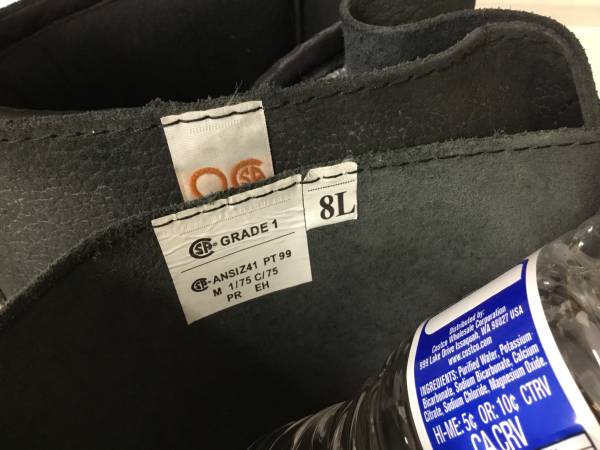 CSA
8L
CSA® GRADE 1
CSA® ANSIZ41 PT 99
M 1/75 C/75
PR EH
Distributed by:
Costco Wholesale Corporation
999 Lake Drive Issaquah, WA 98027 USA
www.costco.com
INGREDIENTS: Purified Water, Potassium
Bicarbonate, Sodium Bicarbonate, Calcium
Citrate, Sodium Chloride, Magnesium Oxide.
HI-ME: 5¢ OR: 10¢ CTRV
CA CRV